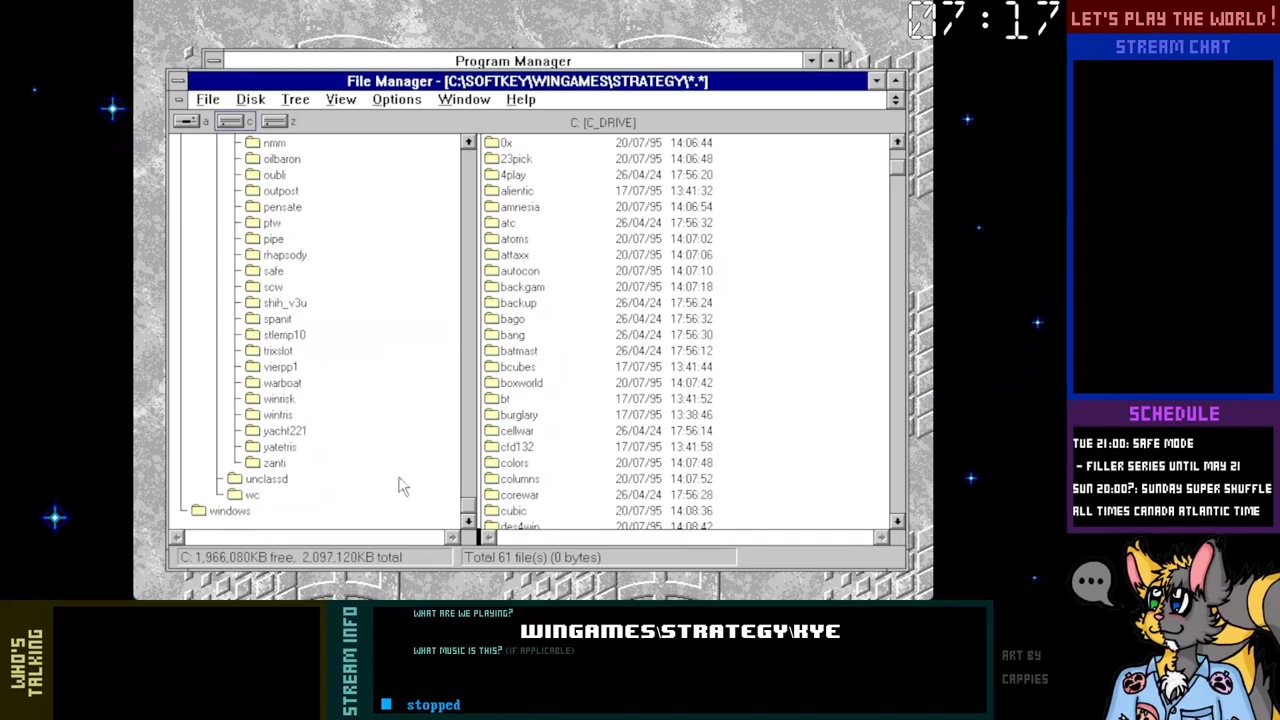 07:17
LET'S PLAY THE WORLD!
STREAM CHAT
Program Manager
File Manager - [C:\SOFTKEY\WINGAMES\STRATEGY\*.*]
File Disk Tree View Options Window Help
a c z C: [C_DRIVE]
nmm
oilbaron
oubli
outpost
pensate
pfw
pipe
rhapsody
safe
scw
shih_v3u
spanit
stlemp10
trixslot
vierpp1
warboat
winrisk
wintris
yacht221
yatetris
zanti
unclassd
wc
windows
0x 20/07/95 14:06:44
23pick 20/07/95 14:06:48
4play 26/04/24 17:56:20
alientic 17/07/95 13:41:32
amnesia 20/07/95 14:06:54
atc 26/04/24 17:56:32
atoms 20/07/95 14:07:02
attaxx 20/07/95 14:07:06
autocon 20/07/95 14:07:10
backgam 20/07/95 14:07:18
backup 26/04/24 17:56:24
bago 26/04/24 17:56:32
bang 26/04/24 17:56:30
batmast 26/04/24 17:56:12
bcubes 17/07/95 13:41:44
boxworld 20/07/95 14:07:42
bt 17/07/95 13:41:52
burglary 17/07/95 13:38:46
cellwar 26/04/24 17:56:14
cfd132 17/07/95 13:41:58
colors 20/07/95 14:07:48
columns 20/07/95 14:07:52
corewar 26/04/24 17:56:28
cubic 20/07/95 14:08:36
des4win 20/07/95 14:08:42
C: 1,966,080KB free, 2,097,120KB total
Total 61 file(s) (0 bytes)
SCHEDULE
TUE 21:00: SAFE MODE
- FILLER SERIES UNTIL MAY 21
SUN 20:00?: SUNDAY SUPER SHUFFLE
ALL TIMES CANADA ATLANTIC TIME
WHO'S TALKING
STREAM INFO
WHAT ARE WE PLAYING?
WINGAMES\STRATEGY\KYE
WHAT MUSIC IS THIS? (IF APPLICABLE)
stopped
ART BY
CAPPIES